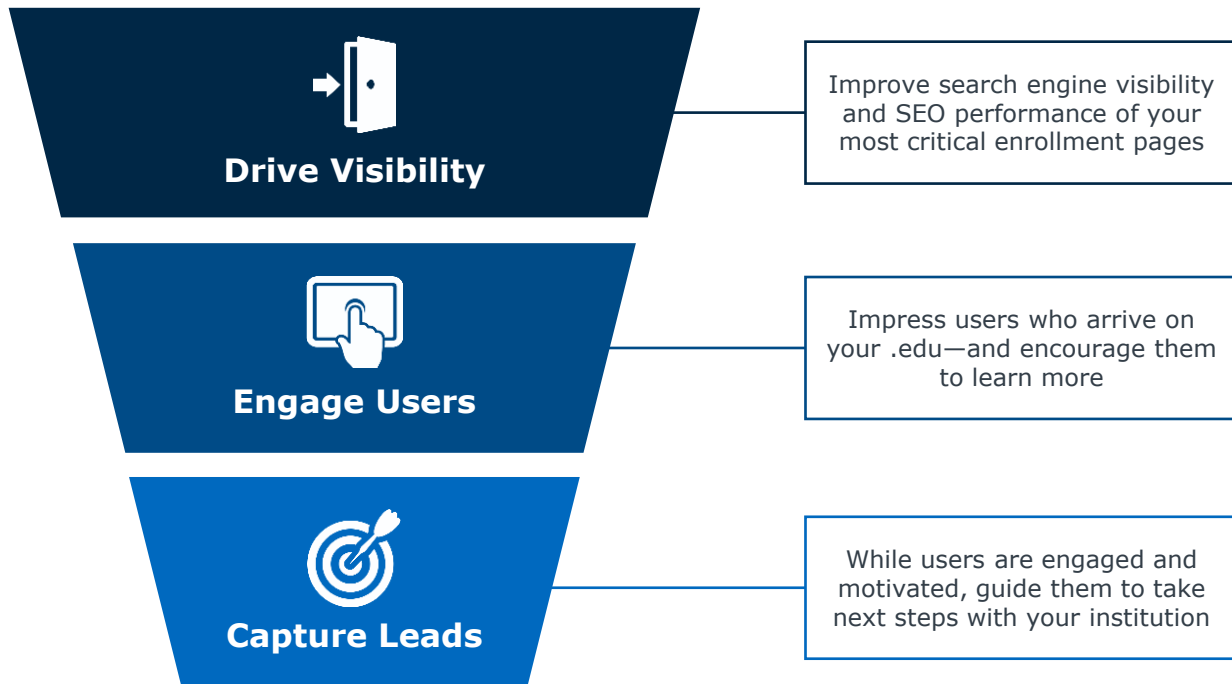 Drive Visibility
Improve search engine visibility
and SEO performance of your
most critical enrollment pages
Engage Users
Impress users who arrive on
your .edu—and encourage them
to learn more
Capture Leads
While users are engaged and
motivated, guide them to take
next steps with your institution